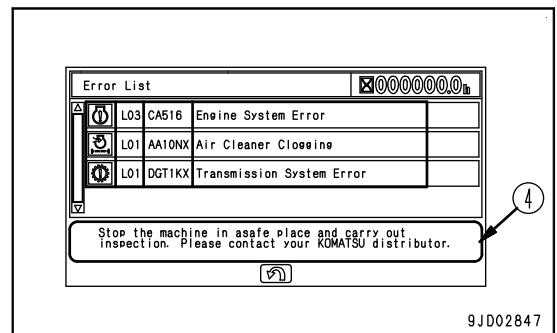 Error List 000000.0h
L03 CA516 Engine System Error
L01 AA10NX Air Cleaner Clogging
L01 DGT1KX Transmission System Error
Stop the machine in asafe place and carry out
inspection. Please contact your KOMATSU distributor.
4
9JD02847